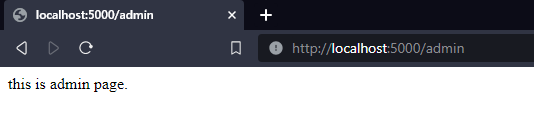 localhost:5000/admin
http://localhost:5000/admin
this is admin page.